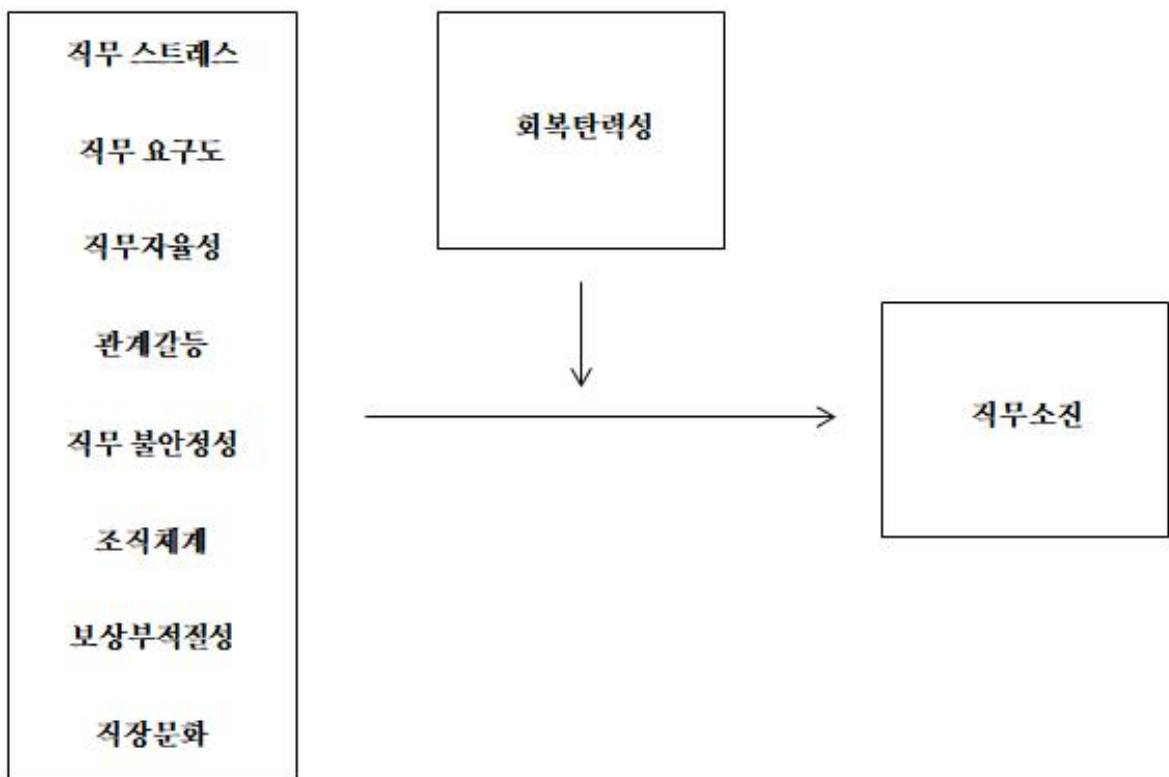 직무 스트레스
직무 요구도
직무자율성
관계갈등
직무 불안정성
조직체계
보상부적질성
직장문화
회복탄력성
직무소진